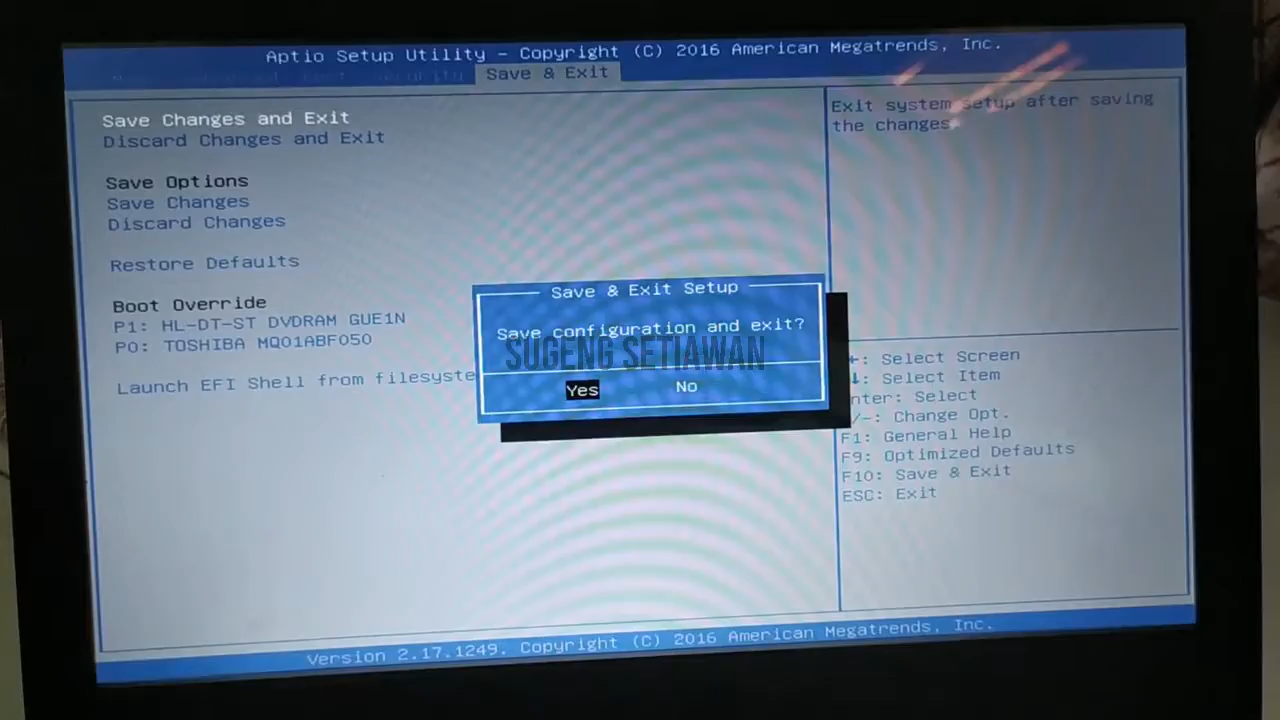 Aptio Setup Utility - Copyright (C) 2016 American Megatrends, Inc.
Save & Exit
Save Changes and Exit
Discard Changes and Exit
Save Options
Save Changes
Discard Changes
Restore Defaults
Boot Override
P1: HL-DT-ST DVDRAM GUE1N
P0: TOSHIBA MQ01ABF050
Launch EFI Shell from filesyste
Exit system setup after saving
the changes.
Save & Exit Setup
Save configuration and exit?
SUGENG SETIAWAN
Yes No
: Select Screen
: Select Item
nter: Select
/-: Change Opt.
F1: General Help
F9: Optimized Defaults
F10: Save & Exit
ESC: Exit
Version 2.17.1249. Copyright (C) 2016 American Megatrends, Inc.